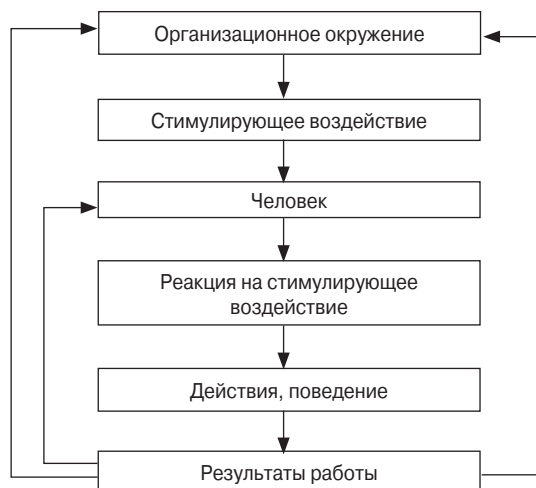 Организационное окружение
Стимулирующее воздействие
Человек
Реакция на стимулирующее
воздействие
Действия, поведение
Результаты работы